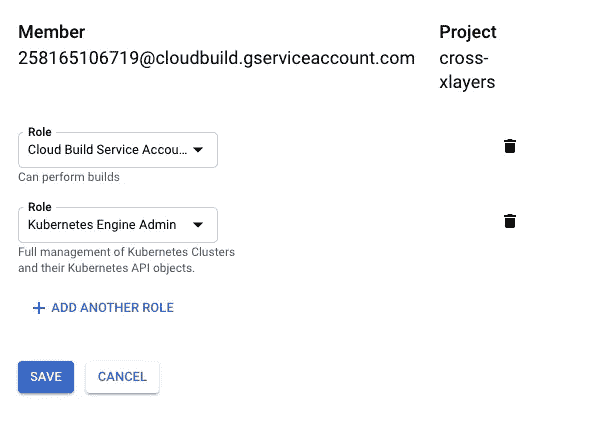 Member
Project
258165106719@cloudbuild.gserviceaccount.com
cross-
xlayers
Role
Cloud Build Service Accou...
Can perform builds
Role
Kubernetes Engine Admin
Full management of Kubernetes Clusters
and their Kubernetes API objects.
+ ADD ANOTHER ROLE
SAVE
CANCEL